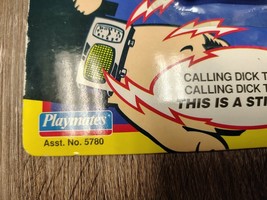 CALLING DICK T
CALLING DICK T
THIS IS A ST
Playmates
Asst. No. 5780